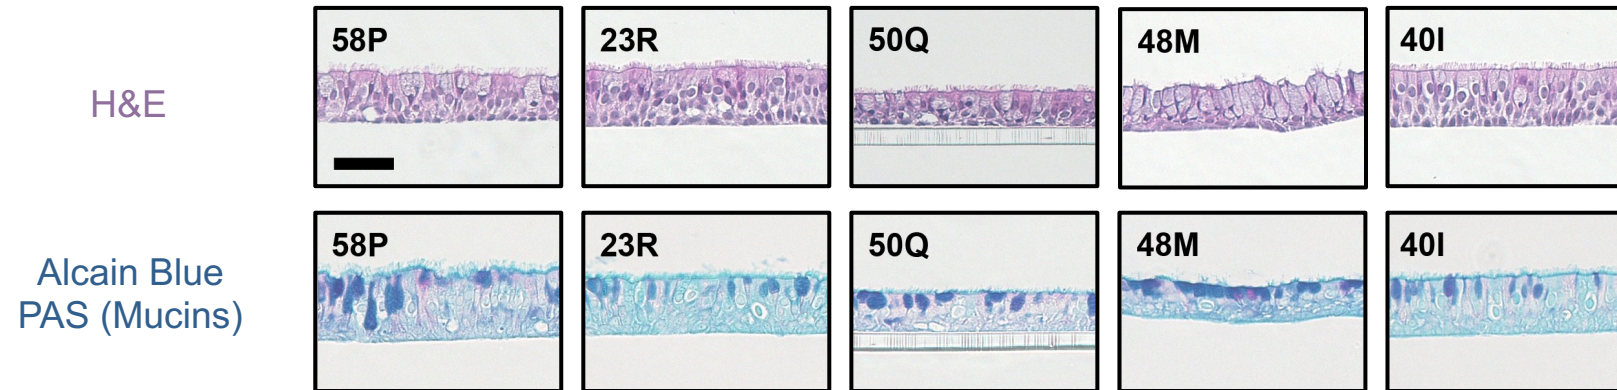 H&E
58P
23R
50Q
48M
40I
Alcain Blue
PAS (Mucins)
58P
23R
50Q
48M
40I